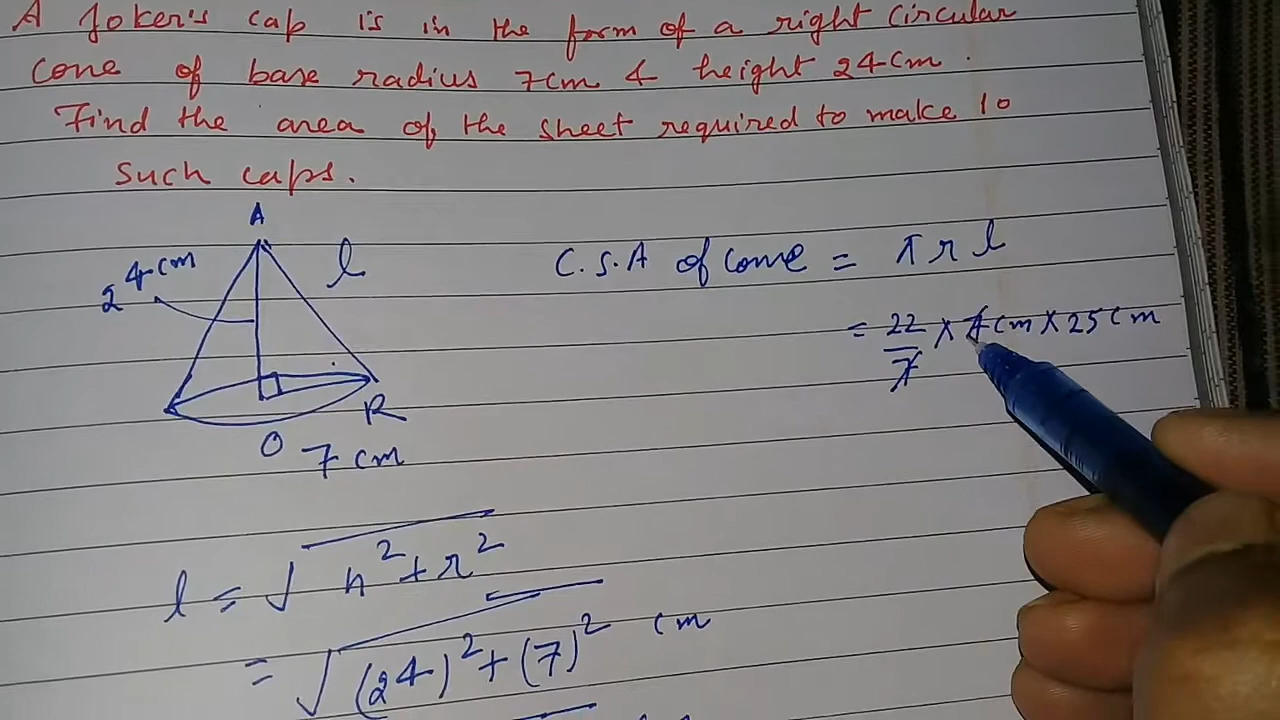 A Joker's cap is in the form of a right circular
cone of base radius 7cm & height 24cm.
Find the area of the sheet required to make 10
such caps.
A
24cm
l
R
O 7cm
C.S.A of cone = πrl
= 22/7 × 7cm × 25cm
l = √h²+r²
= √(24)²+(7)² cm